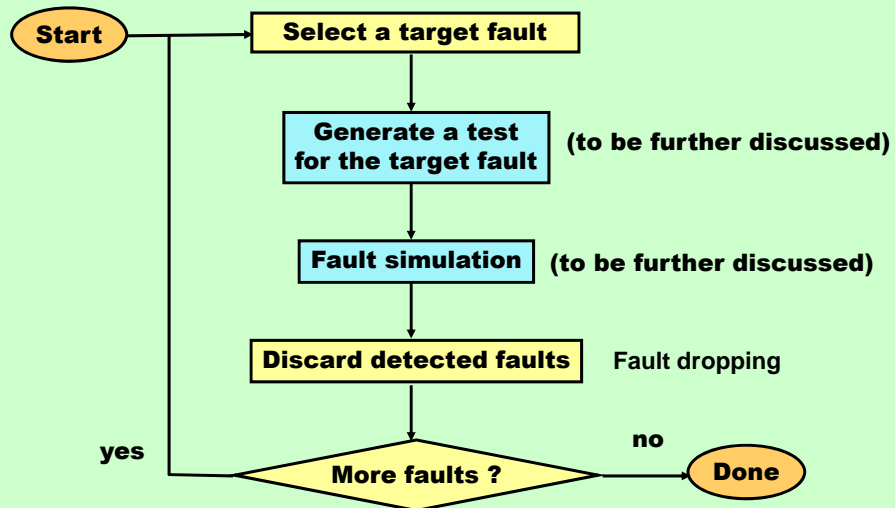 Start
Select a target fault
Generate a test
for the target fault
(to be further discussed)
Fault simulation
(to be further discussed)
Discard detected faults
Fault dropping
yes
More faults ?
no
Done